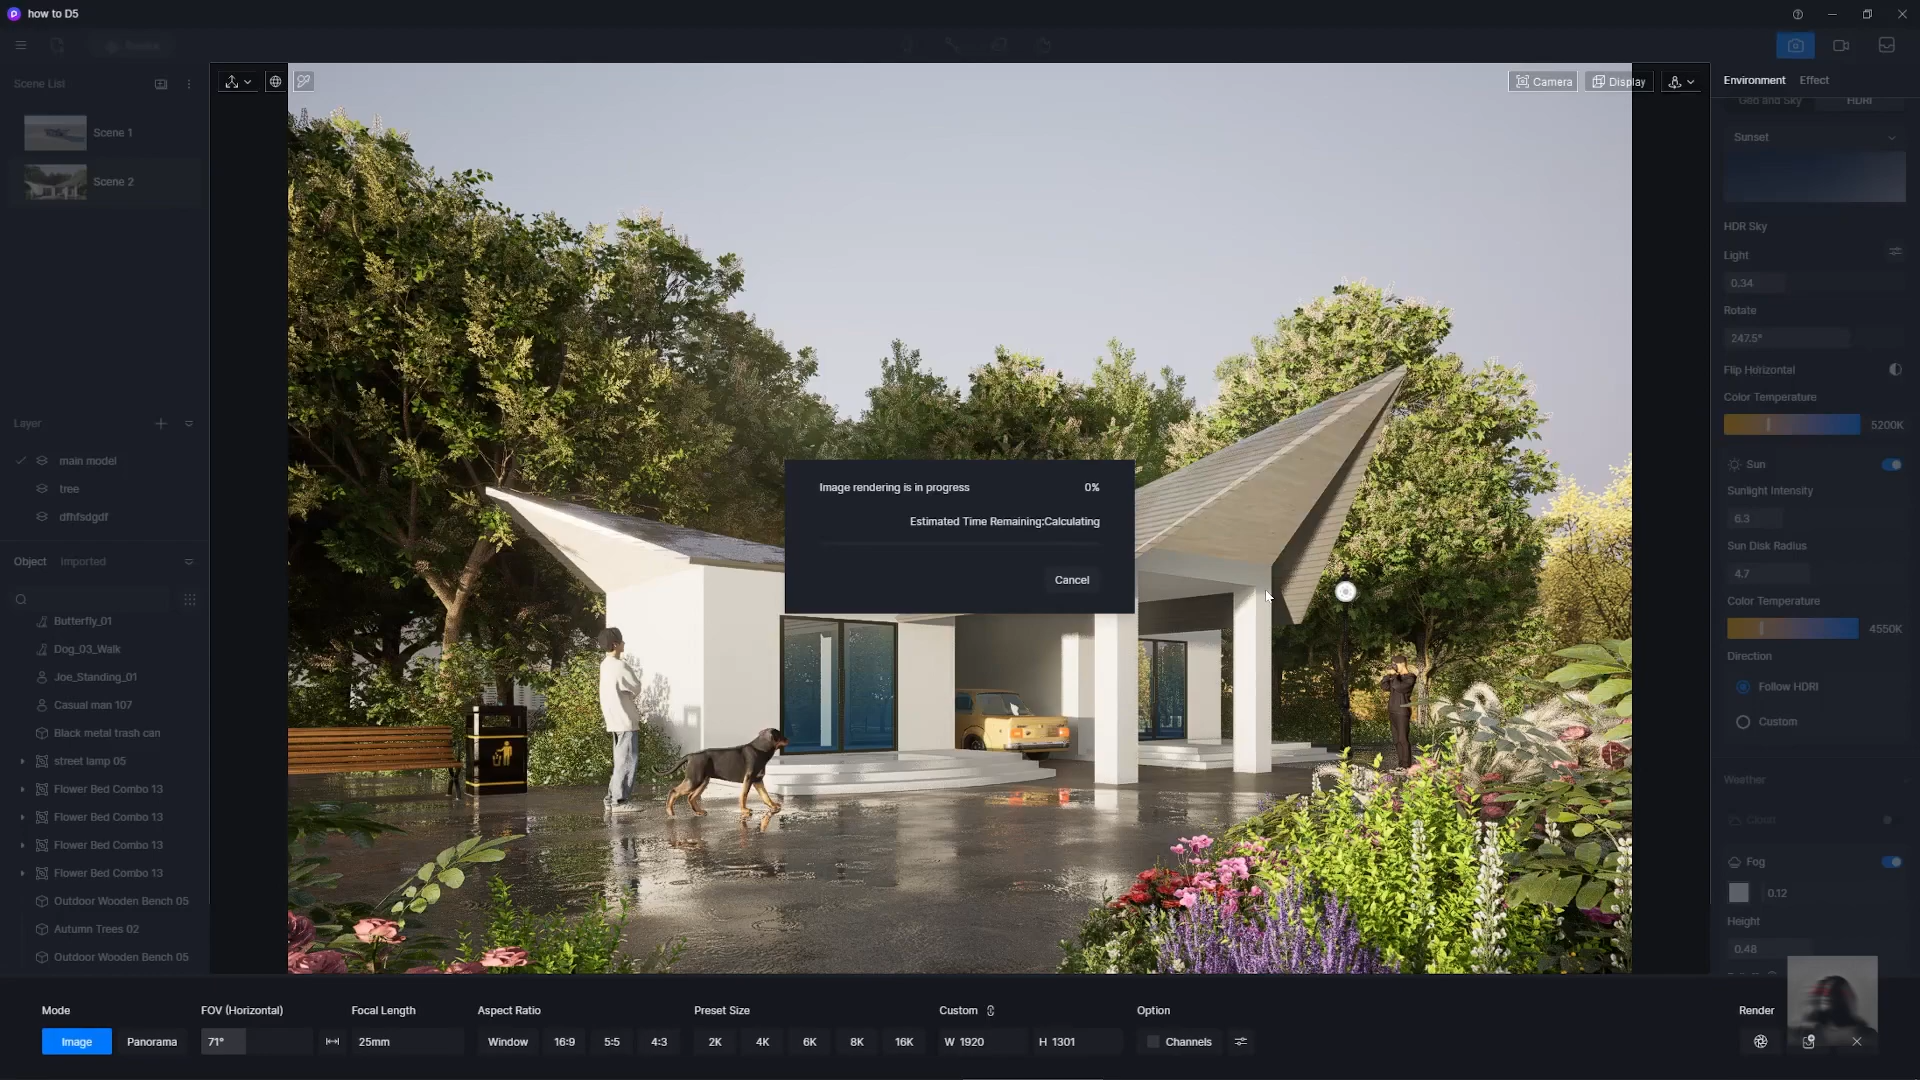 how to D5
Render
Scene List
Scene 1
Scene 2
Layer
main model
tree
dfhfsdgdf
Object
Imported
Butterfly_01
Dog_03_Walk
Joe_Standing_01
Casual man 107
Black metal trash can
street lamp 05
Flower Bed Combo 13
Flower Bed Combo 13
Flower Bed Combo 13
Flower Bed Combo 13
Outdoor Wooden Bench 05
Autumn Trees 02
Outdoor Wooden Bench 05
Camera
Display
Image rendering is in progress
0%
Estimated Time Remaining:Calculating
Cancel
Environment
Effect
Geo and Sky
HDRI
Sunset
HDR Sky
Light
0.34
Rotate
247.5°
Flip Horizontal
Color Temperature
5200K
Sun
Sunlight Intensity
6.3
Sun Disk Radius
4.7
Color Temperature
4550K
Direction
Follow HDRI
Custom
Weather
Cloud
Fog
0.12
Height
0.48
Mode
Image
Panorama
FOV (Horizontal)
71°
Focal Length
25mm
Aspect Ratio
Window
16:9
5:5
4:3
Preset Size
2K
4K
6K
8K
16K
Custom
W 1920
H 1301
Option
Channels
Render